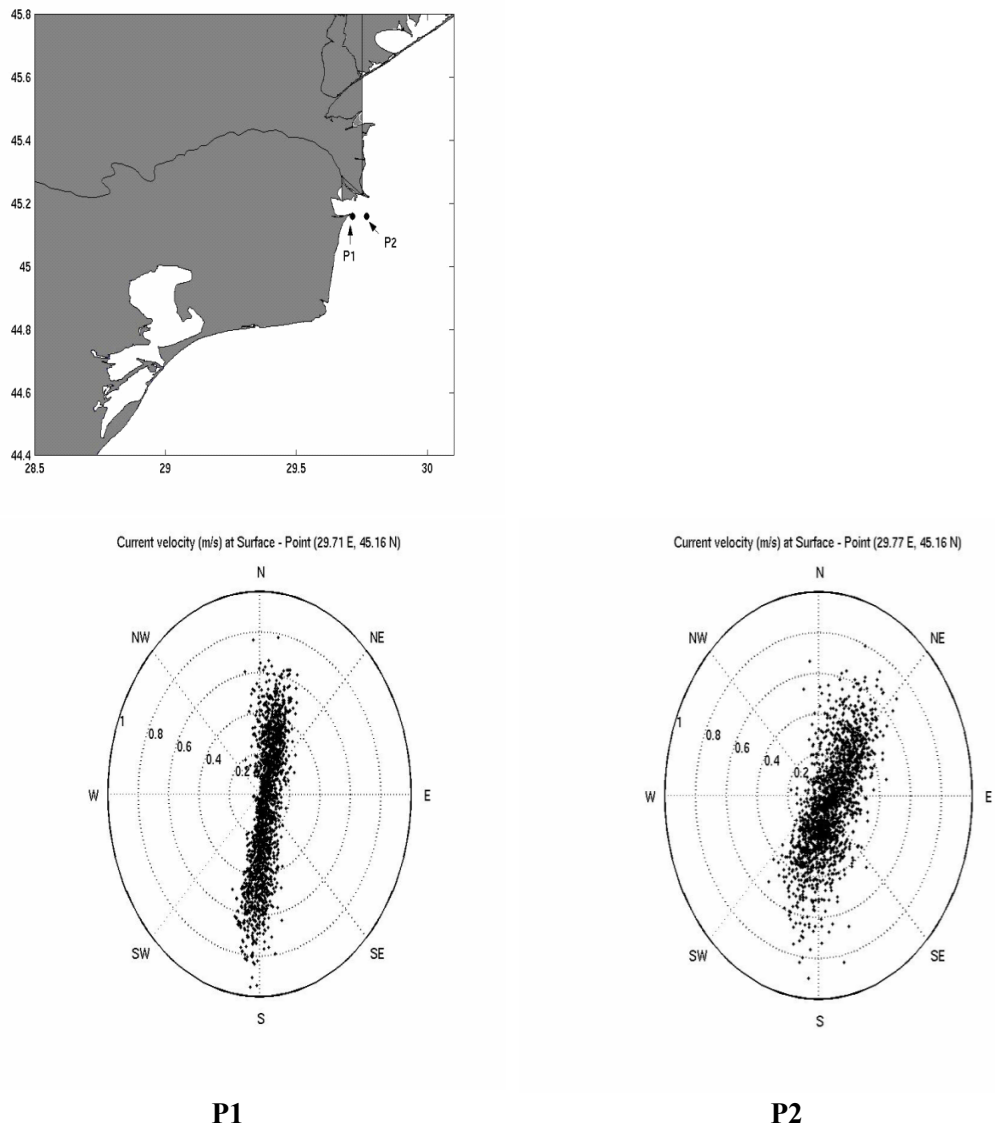 45.8
45.6
45.4
45.2
45
44.8
44.6
44.4
28.5 29 29.5 30
P1 P2
Current velocity (m/s) at Surface - Point (29.71 E, 45.16 N)
N
NW NE
1
0.8
0.6
0.4
0.2
W E
SW SE
S
P1
Current velocity (m/s) at Surface - Point (29.77 E, 45.16 N)
N
NW NE
1
0.8
0.6
0.4
0.2
W E
SW SE
S
P2